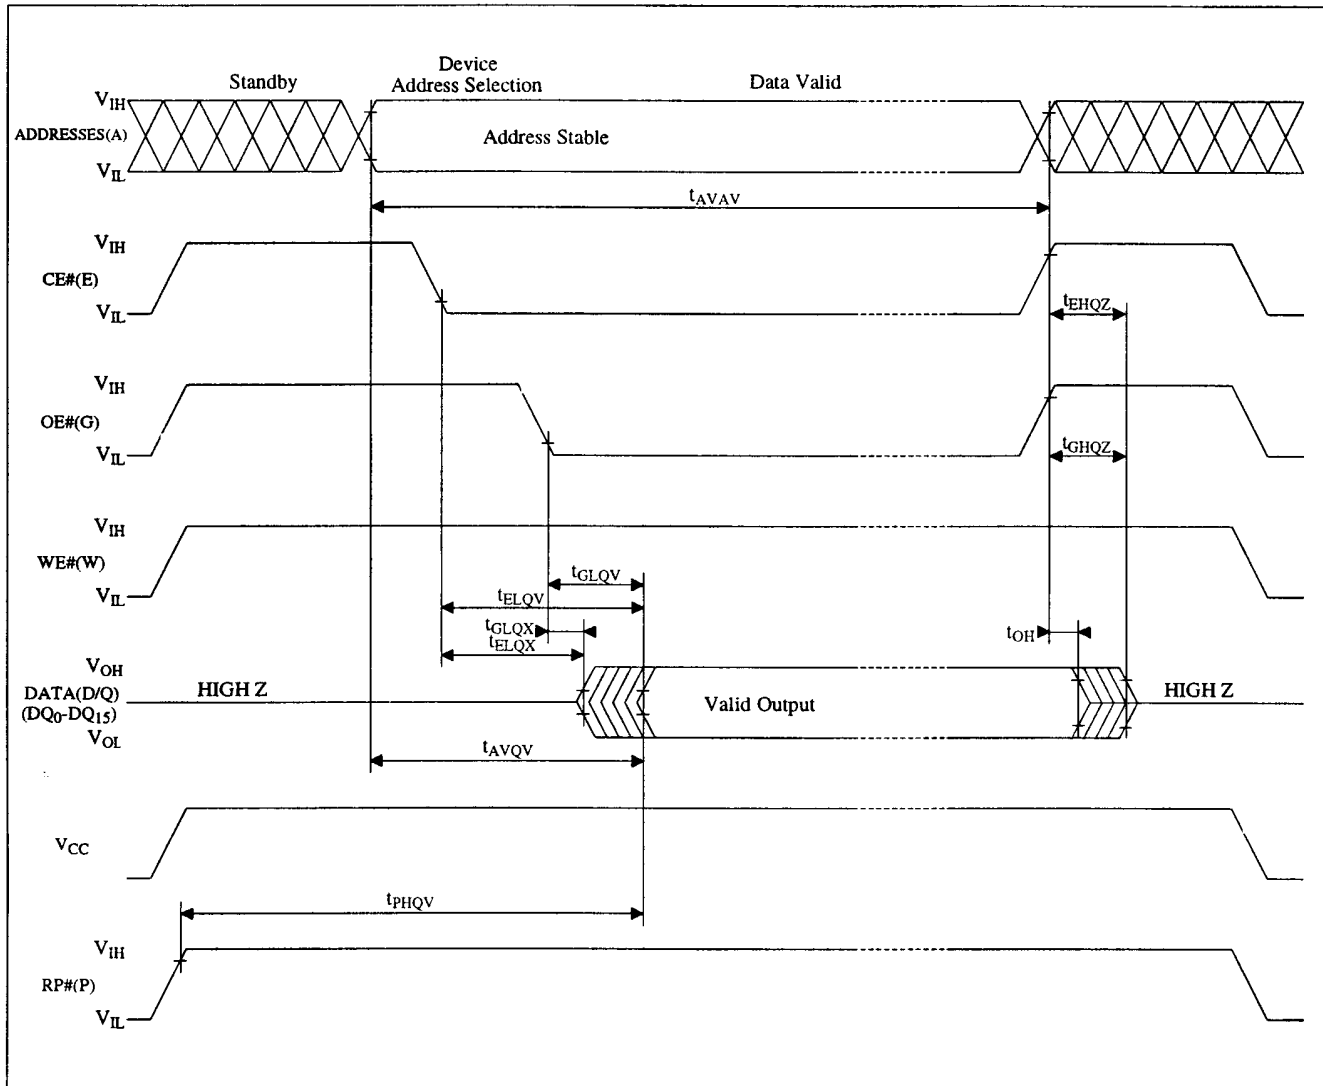 Device
Standby Address Selection Data Valid
VIH
ADDRESSES(A) Address Stable
VIL
tAVAV
VIH
CE#(E)
VIL
tEHQZ
VIH
OE#(G)
VIL
tGHQZ
VIH
WE#(W)
VIL
tGLQV
tELQV
tGLQX
tOH
tELQX
VOH
DATA(D/Q) HIGH Z Valid Output HIGH Z
(DQ0-DQ15)
VOL
tAVQV
VCC
tPHQV
VIH
RP#(P)
VIL